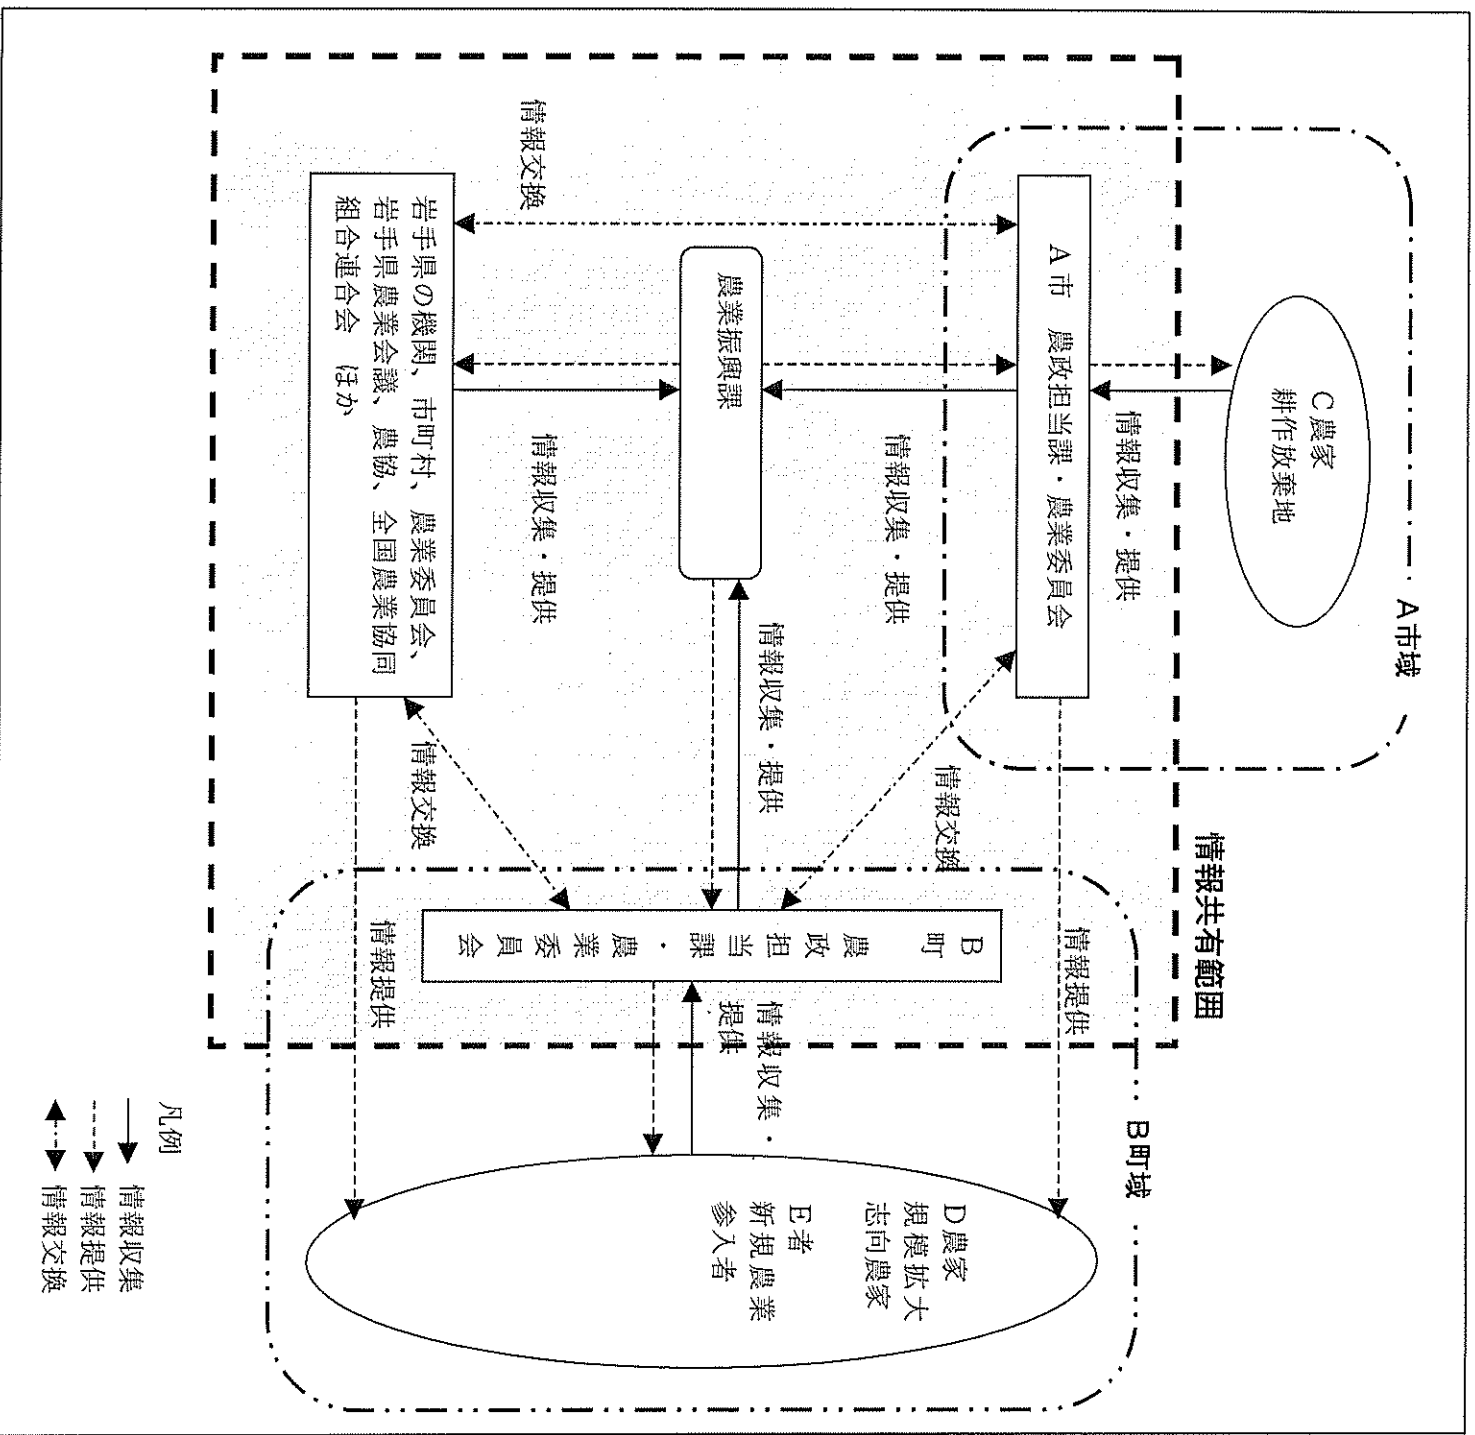 A市域
C農家
耕作放棄地
情報収集・提供
情報共有範囲
A市　農政担当課・農業委員会
情報提供
情報交換
情報収集・提供
情報交換
農業振興課
情報収集・提供
B町　農政担当課・農業委員会
B町域
D農家
規模拡大
志向農家
E者
新規農業
参入者
情報収集・
提供
情報収集・提供
情報交換
岩手県の機関、市町村、農業委員会、
岩手県農業会議、農協、全国農業協同
組合連合会　ほか
情報提供
凡例
情報収集
情報提供
情報交換